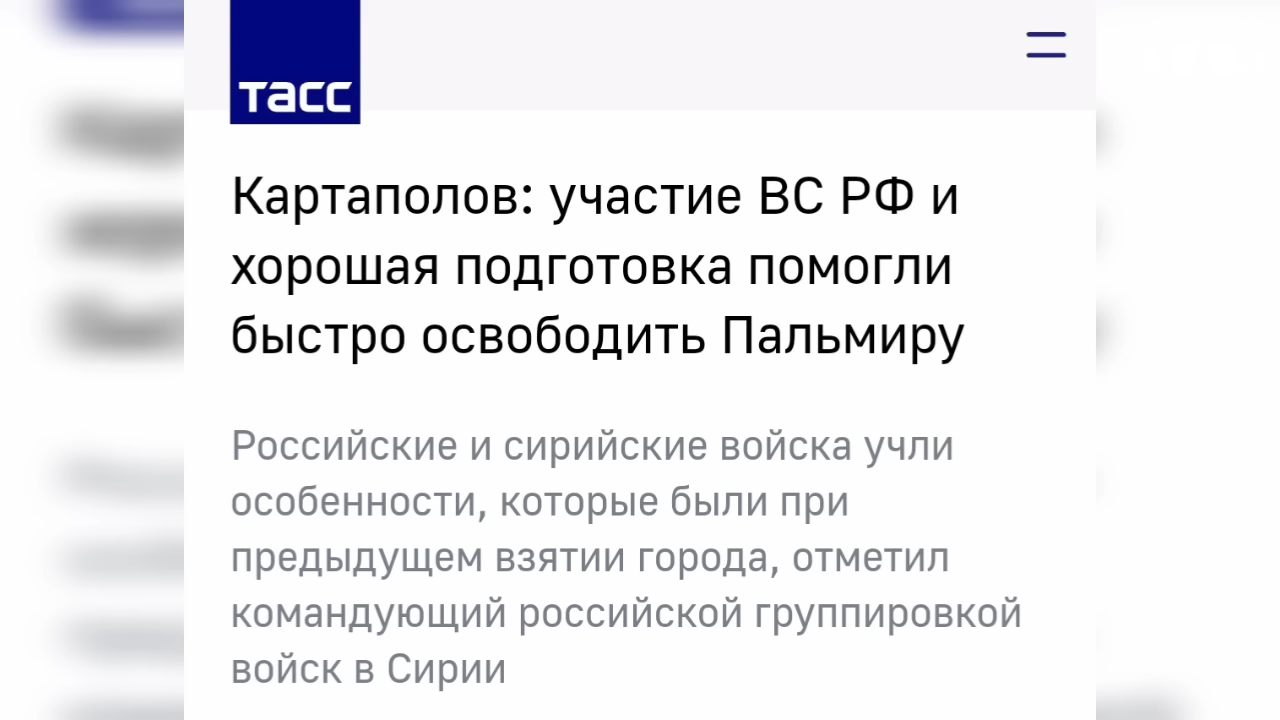 тасс
Картаполов: участие ВС РФ и
хорошая подготовка помогли
быстро освободить Пальмиру
Российские и сирийские войска учли
особенности, которые были при
предыдущем взятии города, отметил
командующий российской группировкой
войск в Сирии